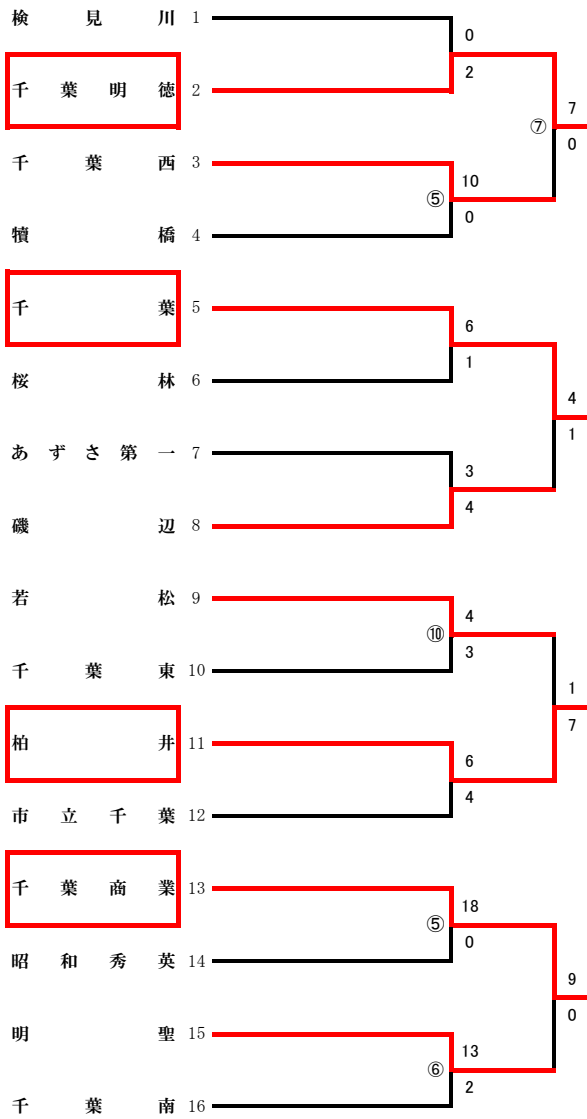 検見川 1
千葉明徳 2
0
2
7
⑦
0
千葉西 3
10
⑤
0
犢橋 4
千葉 5
6
1
桜林 6
4
1
あずさ第一 7
3
4
磯辺 8
若松 9
4
⑩
3
千葉東 10
1
7
柏井 11
6
4
市立千葉 12
千葉商業 13
18
⑤
0
昭和秀英 14
9
0
明聖 15
13
⑥
2
千葉南 16